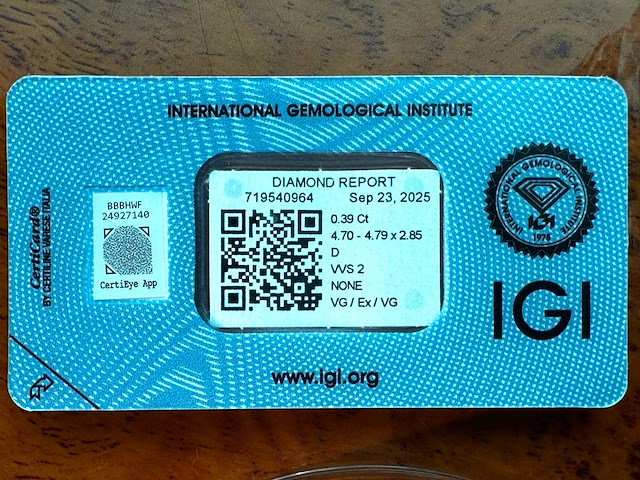 INTERNATIONAL GEMOLOGICAL INSTITUTE
CertiCard®
BY CERTILINE VARESE ITALIA
BBBHWF
24927140
CertiEye App
DIAMOND REPORT
719540964 Sep 23, 2025
0.39 Ct
4.70 - 4.79 x 2.85
D
VVS 2
NONE
VG / Ex / VG
INTERNATIONAL GEMOLOGICAL INSTITUTE
IGI
1975
IGI
www.igi.org